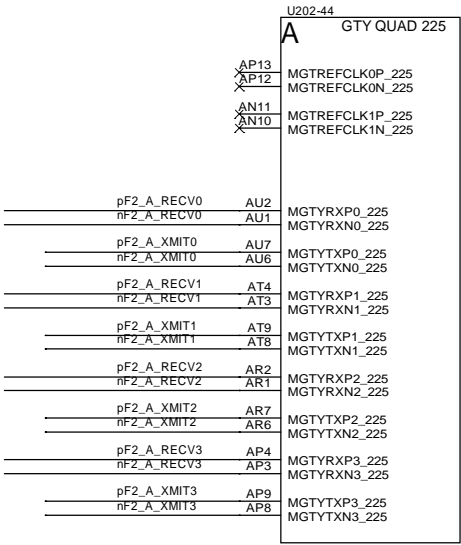 U202-44
A GTY QUAD 225
AP13 MGTREFCLK0P_225
AP12 MGTREFCLK0N_225
AN11 MGTREFCLK1P_225
AN10 MGTREFCLK1N_225
pF2_A_RECV0 AU2 MGTYRXP0_225
nF2_A_RECV0 AU1 MGTYRXN0_225
pF2_A_XMIT0 AU7 MGTYTXP0_225
nF2_A_XMIT0 AU6 MGTYTXN0_225
pF2_A_RECV1 AT4 MGTYRXP1_225
nF2_A_RECV1 AT3 MGTYRXN1_225
pF2_A_XMIT1 AT9 MGTYTXP1_225
nF2_A_XMIT1 AT8 MGTYTXN1_225
pF2_A_RECV2 AR2 MGTYRXP2_225
nF2_A_RECV2 AR1 MGTYRXN2_225
pF2_A_XMIT2 AR7 MGTYTXP2_225
nF2_A_XMIT2 AR6 MGTYTXN2_225
pF2_A_RECV3 AP4 MGTYRXP3_225
nF2_A_RECV3 AP3 MGTYRXN3_225
pF2_A_XMIT3 AP9 MGTYTXP3_225
nF2_A_XMIT3 AP8 MGTYTXN3_225